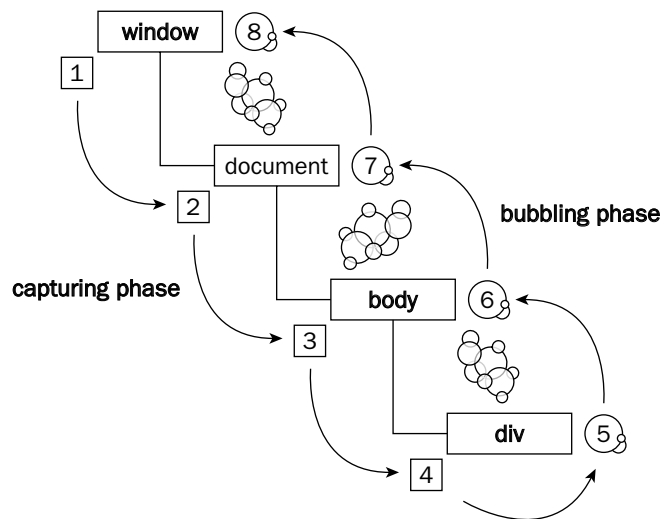 window
8
1
document
7
2
bubbling phase
capturing phase
body
6
3
div
5
4